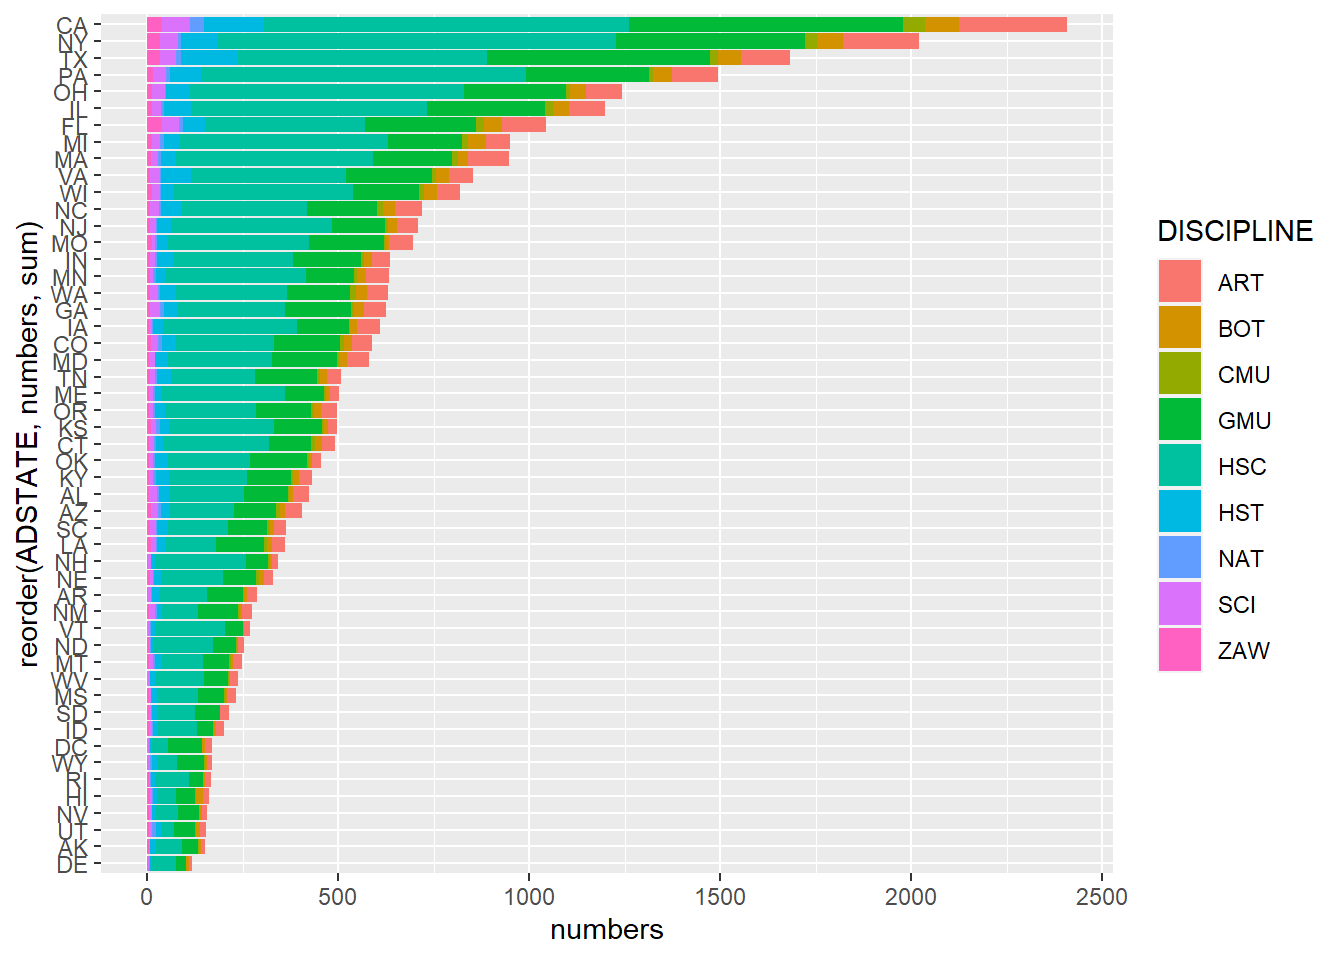 CA
NY
TX
PA
OH
IL
FL
MI
MA
VA
WI
NC
NJ
MO
IN
MN
WA
GA
IA
CO
MD
TN
ME
OR
KS
CT
OK
KY
AL
AZ
SC
LA
NH
NE
AR
NM
VT
ND
MT
WV
MS
SD
ID
DC
WY
RI
HI
NV
UT
AK
DE
reorder(ADSTATE, numbers, sum)
0 500 1000 1500 2000 2500
numbers
DISCIPLINE
ART
BOT
CMU
GMU
HSC
HST
NAT
SCI
ZAW